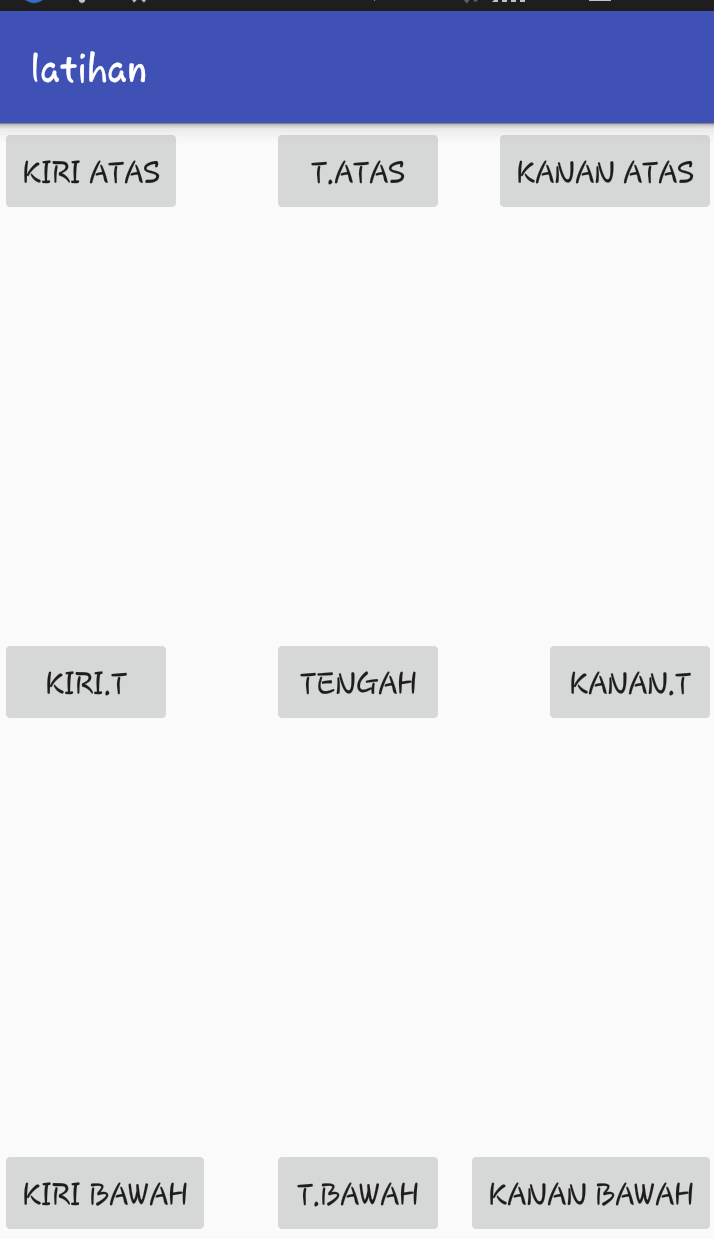 latihan
KIRI ATAS
T.ATAS
KANAN ATAS
KIRI.T
TENGAH
KANAN.T
KIRI BAWAH
T.BAWAH
KANAN BAWAH